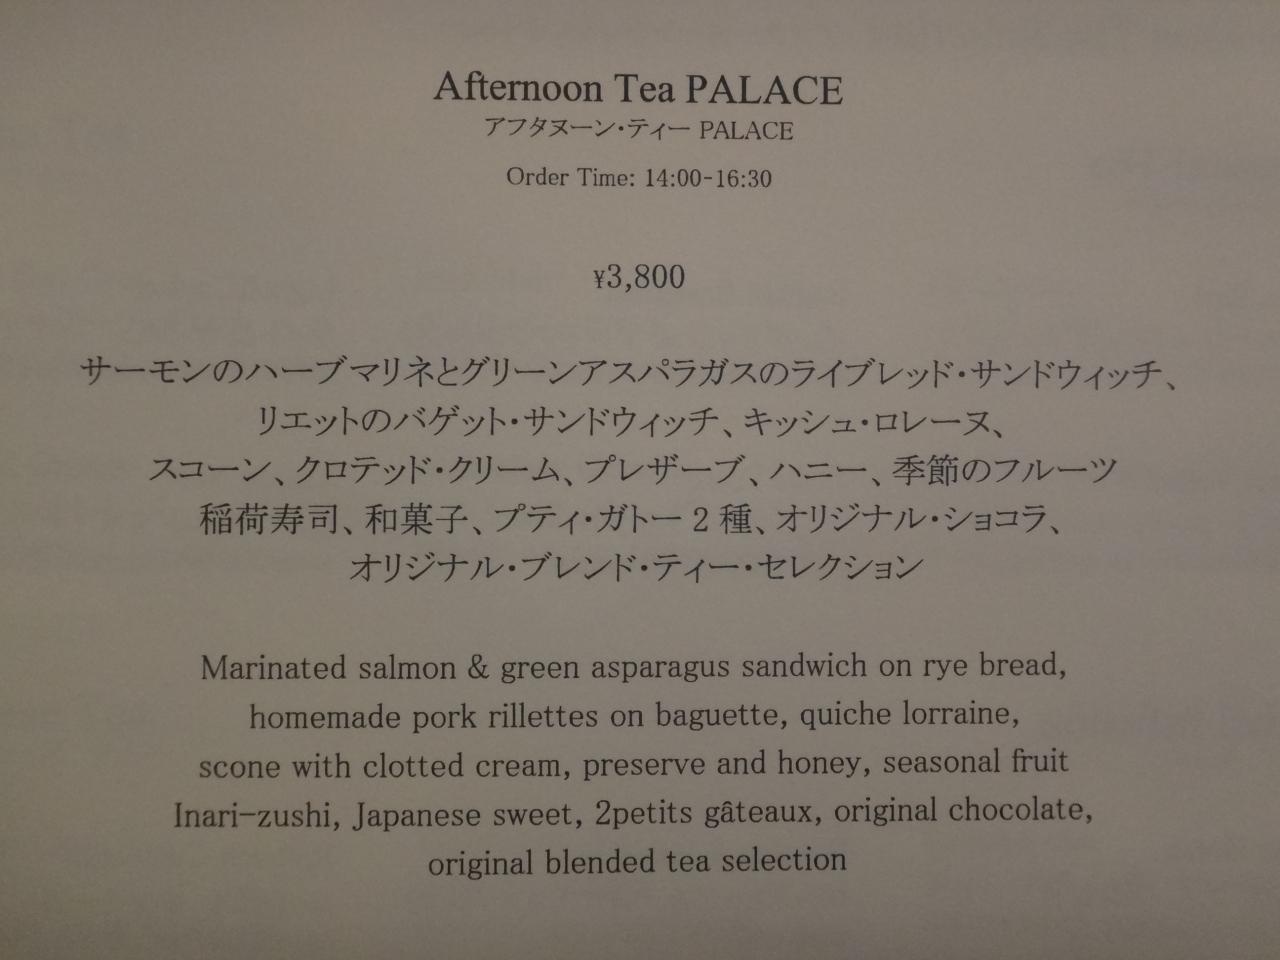 Afternoon Tea PALACE
アフタヌーン・ティー PALACE
Order Time: 14:00-16:30
¥3,800
サーモンのハーブマリネとグリーンアスパラガスのライブレッド・サンドウィッチ、
リエットのバゲット・サンドウィッチ、キッシュ・ロレーヌ、
スコーン、クロテッド・クリーム、プレザーブ、ハニー、季節のフルーツ
稲荷寿司、和菓子、プティ・ガトー 2 種、オリジナル・ショコラ、
オリジナル・ブレンド・ティー・セレクション
Marinated salmon & green asparagus sandwich on rye bread,
homemade pork rillettes on baguette, quiche lorraine,
scone with clotted cream, preserve and honey, seasonal fruit
Inari-zushi, Japanese sweet, 2petits gâteaux, original chocolate,
original blended tea selection